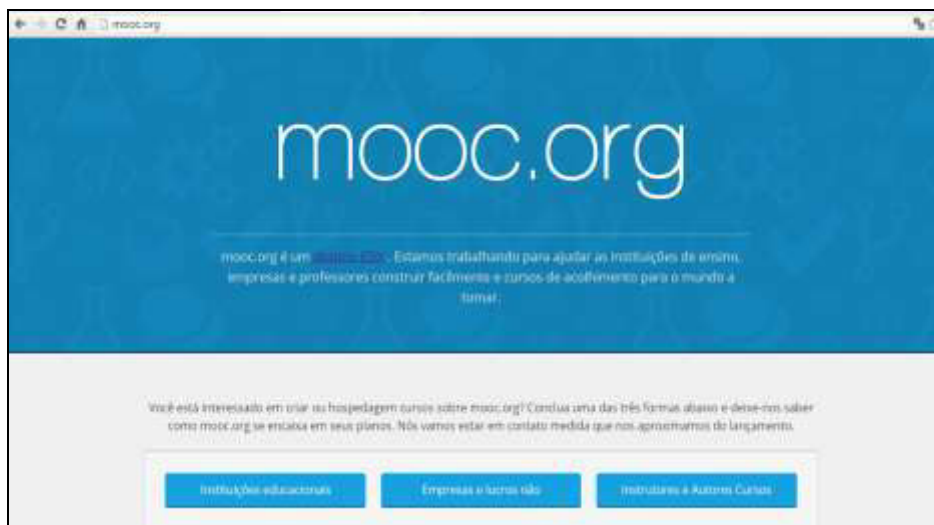 mooc.org
mooc.org
mooc.org é um . Estamos trabalhando para ajudar as instituições de ensino,
empresas e professores construir facilmente e cursos de acolhimento para o mundo a
tomar.
Você está interessado em criar ou hospedagem cursos sobre mooc.org? Conclua uma das três formas abaixo e deixe-nos saber
como mooc.org se encaixa em seus planos. Nós vamos estar em contato medida que nos aproximamos do lançamento.
Instituições educacionais
Empresas e lucros não
Instrutores e Autores Cursos